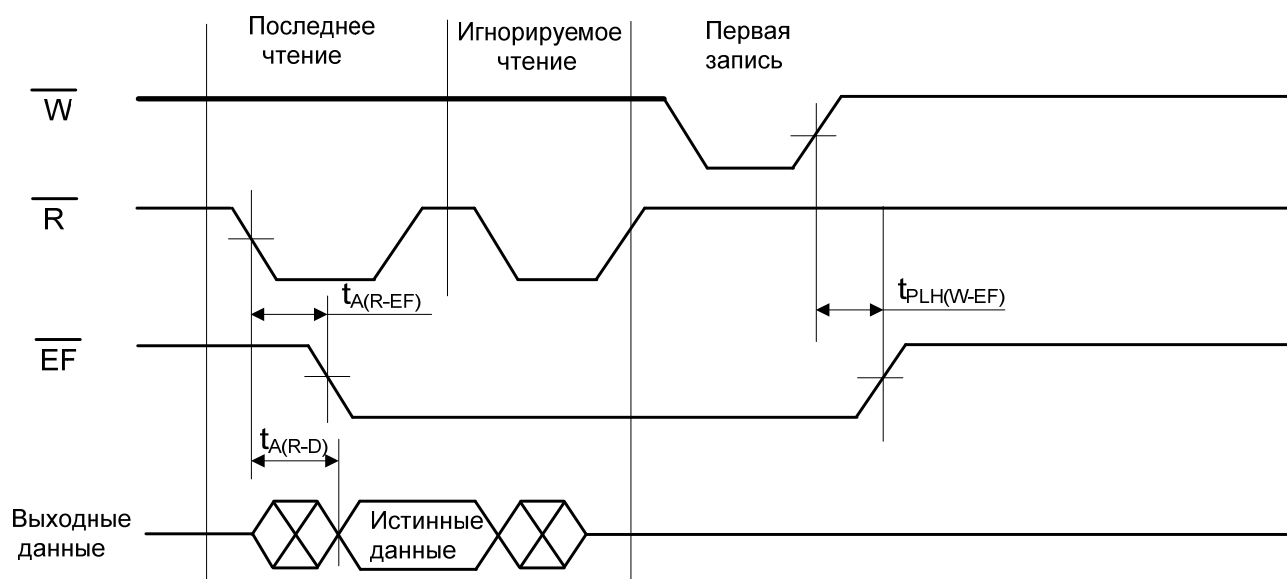 Последнее
чтение
Игнорируемое
чтение
Первая
запись
W
R
tA(R-EF)
tPLH(W-EF)
EF
tA(R-D)
Выходные
данные
Истинные
данные